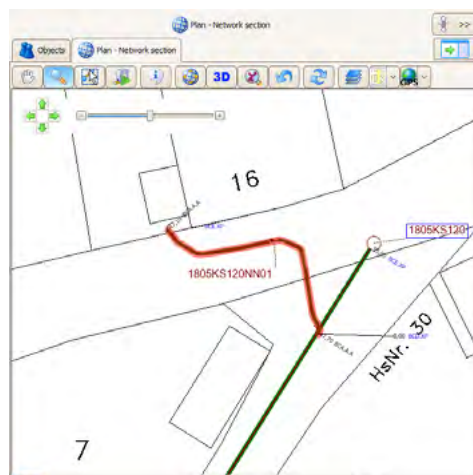 Plan - Network section
>>
Objects
Plan - Network section
3D
GPS
16
1805KS120
1805KS120NN01
HsNr. 30
7